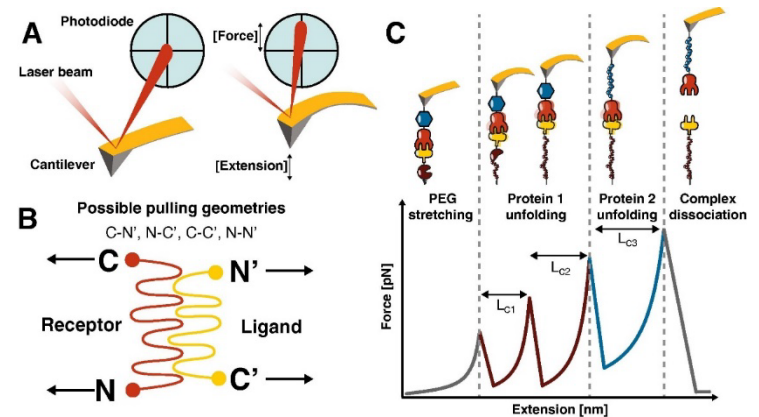 A
Photodiode
[Force]
Laser beam
Cantilever
[Extension]
B
Possible pulling geometries
C-N’, N-C’, C-C’, N-N’
C
N’
Receptor
Ligand
N
C’
C
PEG
stretching
Protein 1
unfolding
Protein 2
unfolding
Complex
dissociation
LC1
LC2
LC3
Force [pN]
Extension [nm]